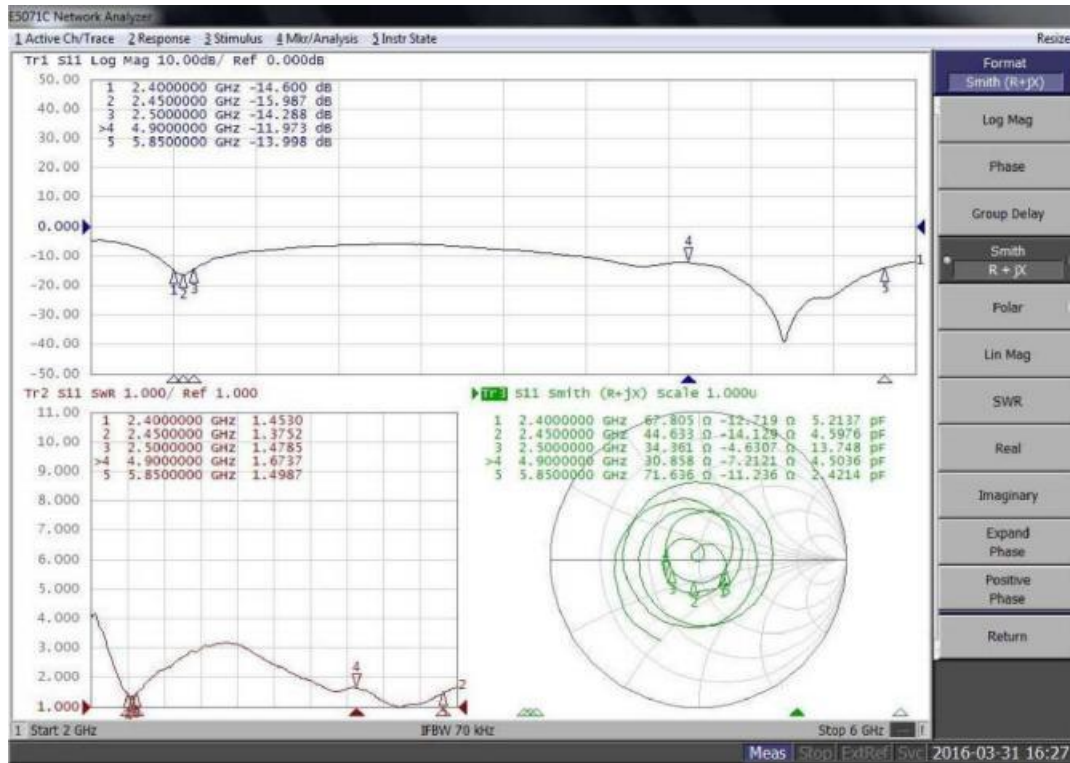 E5071C Network Analyzer
1 Active Ch/Trace 2 Response 3 Stimulus 4 Mkr/Analysis 5 Instr State
Resize
Tr1 S11 Log Mag 10.00dB/ Ref 0.000dB
50.00
40.00
30.00
20.00
10.00
0.000
-10.00
-20.00
-30.00
-40.00
-50.00
1 2.4000000 GHz -14.600 dB
2 2.4500000 GHz -15.987 dB
3 2.5000000 GHz -14.288 dB
>4 4.9000000 GHz -11.973 dB
5 5.8500000 GHz -13.998 dB
1
2
3
4
5
1
Tr2 S11 SWR 1.000/ Ref 1.000
11.00
10.00
9.000
8.000
7.000
6.000
5.000
4.000
3.000
2.000
1.000
1 2.4000000 GHz 1.4530
2 2.4500000 GHz 1.3752
3 2.5000000 GHz 1.4785
>4 4.9000000 GHz 1.6737
5 5.8500000 GHz 1.4987
4
2
Tr3 S11 Smith (R+jX) Scale 1.000U
1 2.4000000 GHz 67.805 Ω -12.719 Ω 5.2137 pF
2 2.4500000 GHz 44.633 Ω -14.129 Ω 4.5976 pF
3 2.5000000 GHz 34.361 Ω -4.6307 Ω 13.748 pF
>4 4.9000000 GHz 30.858 Ω -7.2121 Ω 4.5036 pF
5 5.8500000 GHz 71.636 Ω -11.236 Ω 2.4214 pF
1 Start 2 GHz
IFBW 70 kHz
Stop 6 GHz
Meas Stop ExtRef Svc 2016-03-31 16:27
Format
Smith (R+jX)
Log Mag
Phase
Group Delay
Smith
R + jX
Polar
Lin Mag
SWR
Real
Imaginary
Expand
Phase
Positive
Phase
Return